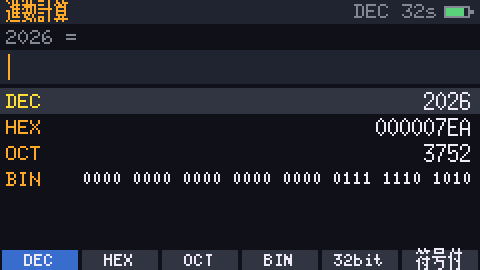 進数計算 DEC 32s
2026 =
DEC 2026
HEX 000007EA
OCT 3752
BIN 0000 0000 0000 0000 0000 0111 1110 1010
DEC HEX OCT BIN 32bit 符号付